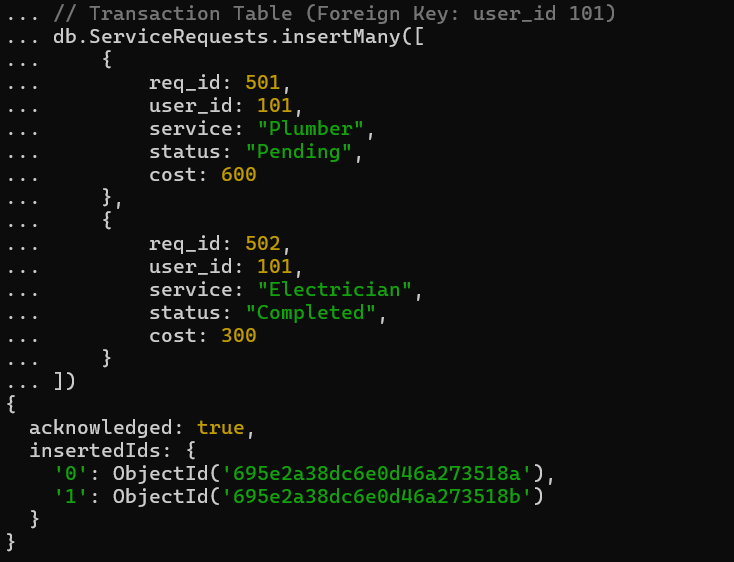 ... // Transaction Table (Foreign Key: user_id 101)
... db.ServiceRequests.insertMany([
...     {
...         req_id: 501,
...         user_id: 101,
...         service: "Plumber",
...         status: "Pending",
...         cost: 600
...     },
...     {
...         req_id: 502,
...         user_id: 101,
...         service: "Electrician",
...         status: "Completed",
...         cost: 300
...     }
... ])
{
  acknowledged: true,
  insertedIds: {
    '0': ObjectId('695e2a38dc6e0d46a273518a'),
    '1': ObjectId('695e2a38dc6e0d46a273518b')
  }
}